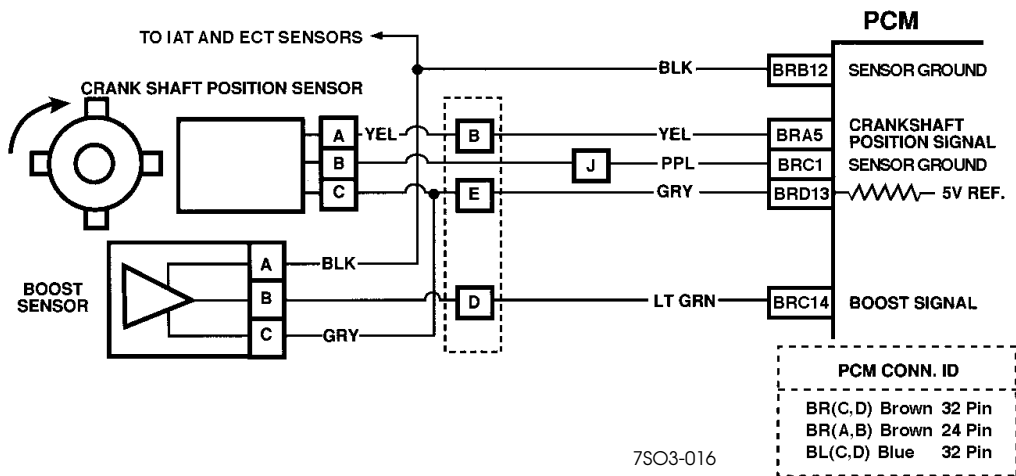 PCM
TO IAT AND ECT SENSORS
BLK
BRB12
SENSOR GROUND
CRANK SHAFT POSITION SENSOR
A
YEL
B
YEL
BRA5
CRANKSHAFT
POSITION SIGNAL
B
J
PPL
BRC1
SENSOR GROUND
C
E
GRY
BRD13
5V REF.
BOOST
SENSOR
A
BLK
B
D
LT GRN
BRC14
BOOST SIGNAL
C
GRY
PCM CONN. ID
BR(C,D) Brown 32 Pin
BR(A,B) Brown 24 Pin
BL(C,D) Blue 32 Pin
7SO3-016